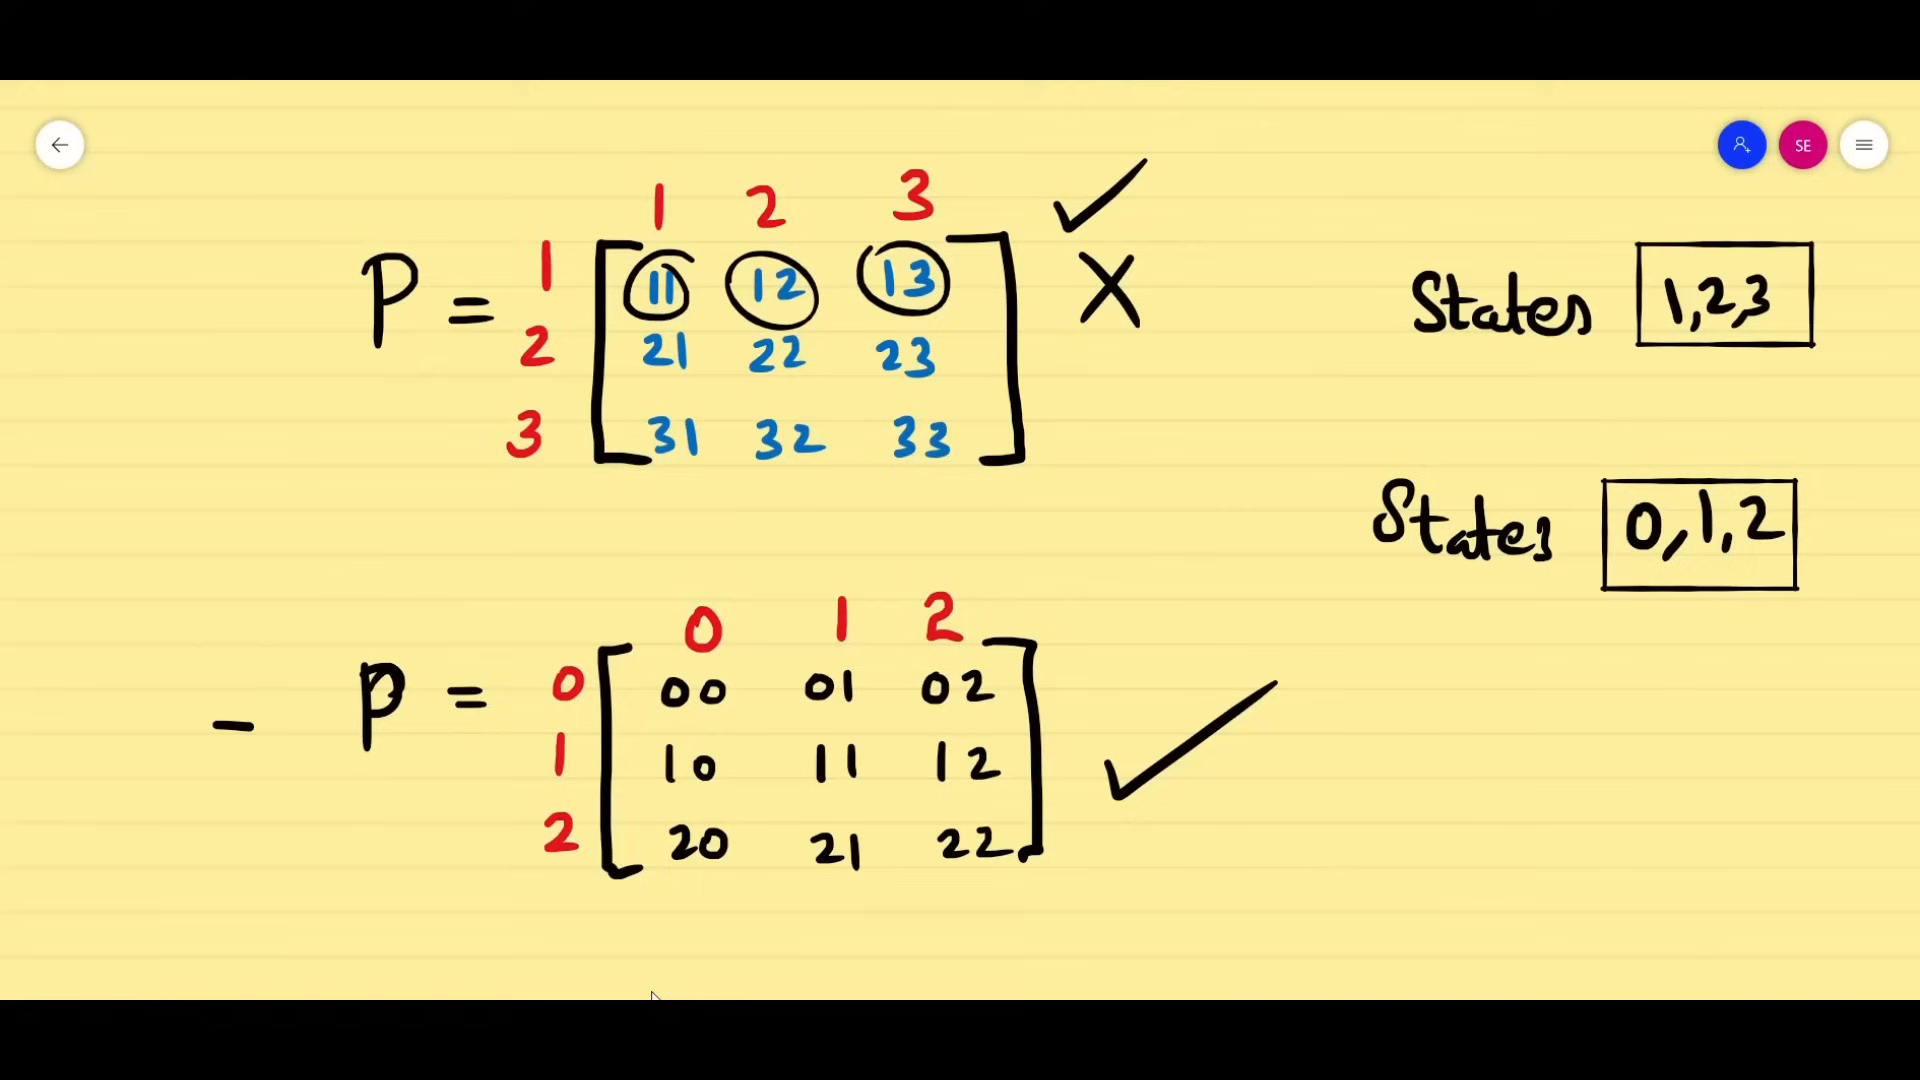 SE
1 2 3
P = 1 [ 11 12 13 ] ✓ X
2 21 22 23
3 31 32 33
States 1,2,3
States 0,1,2
0 1 2
- P = 0 [ 00 01 02 ] ✓
1 10 11 12
2 20 21 22